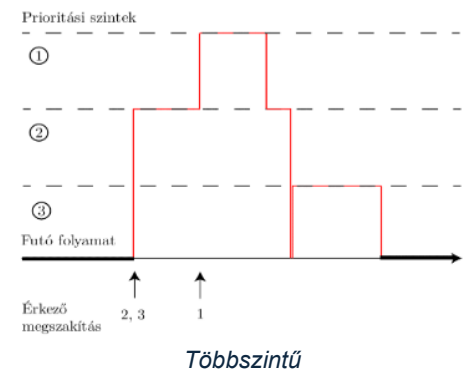 Prioritási szintek
1
2
3
Futó folyamat
Érkező
megszakítás
2, 3
1
Többszintű